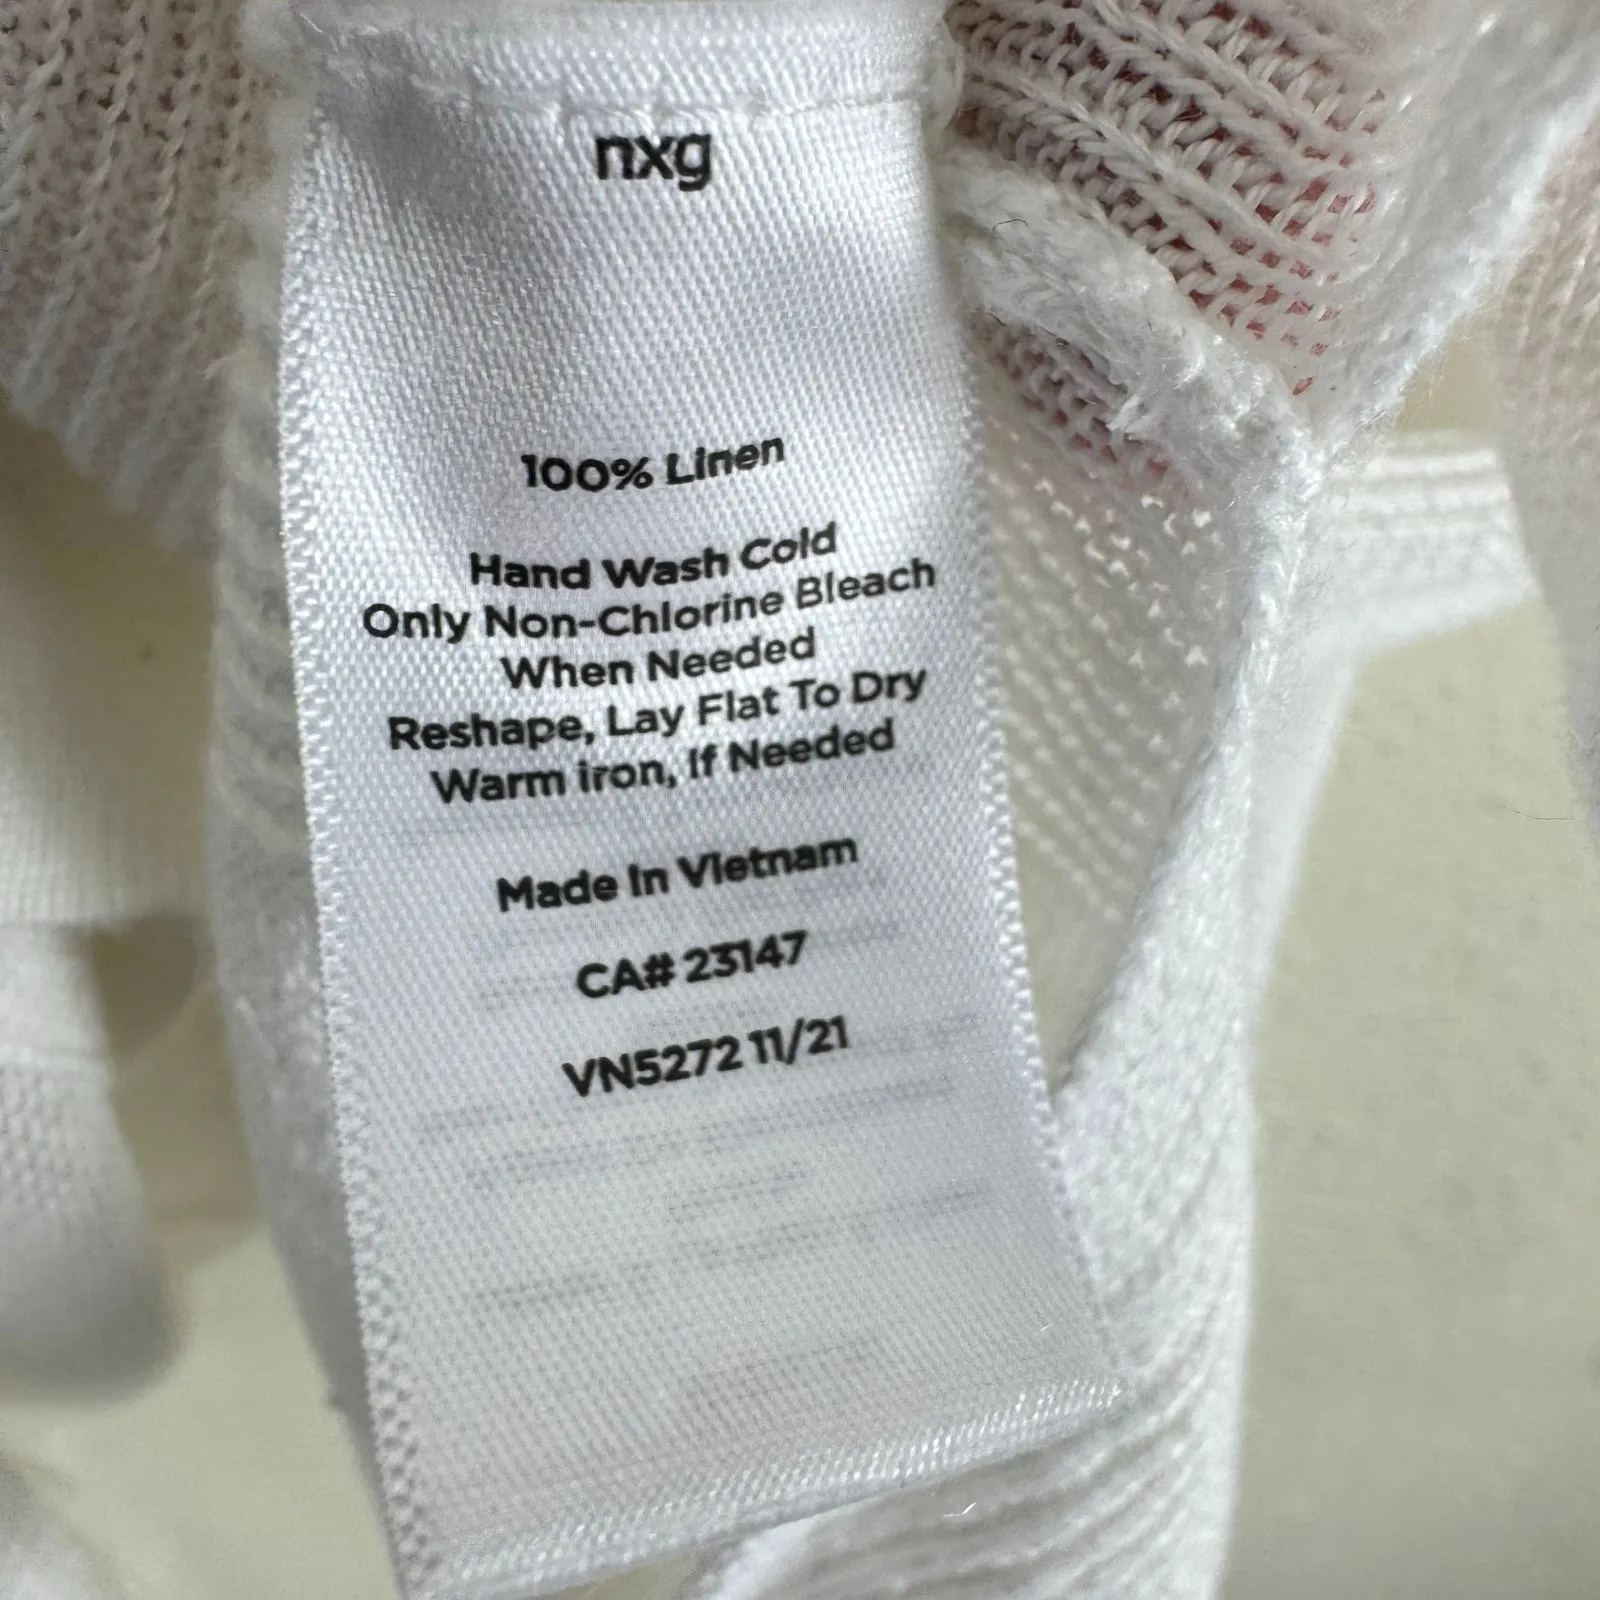 nxg
100% Linen
Hand Wash Cold
Only Non-Chlorine Bleach
When Needed
Reshape, Lay Flat To Dry
Warm iron, If Needed
Made In Vietnam
CA# 23147
VN5272 11/21